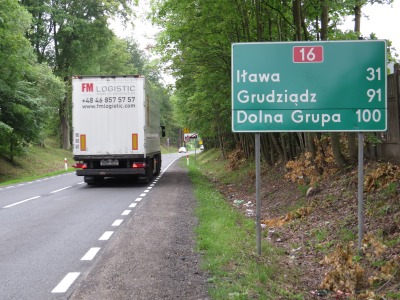 FM
LOGISTIC
+48 46 857 57 57
www.fmlogistic.com
16
Iława 31
Grudziądz 91
Dolna Grupa 100